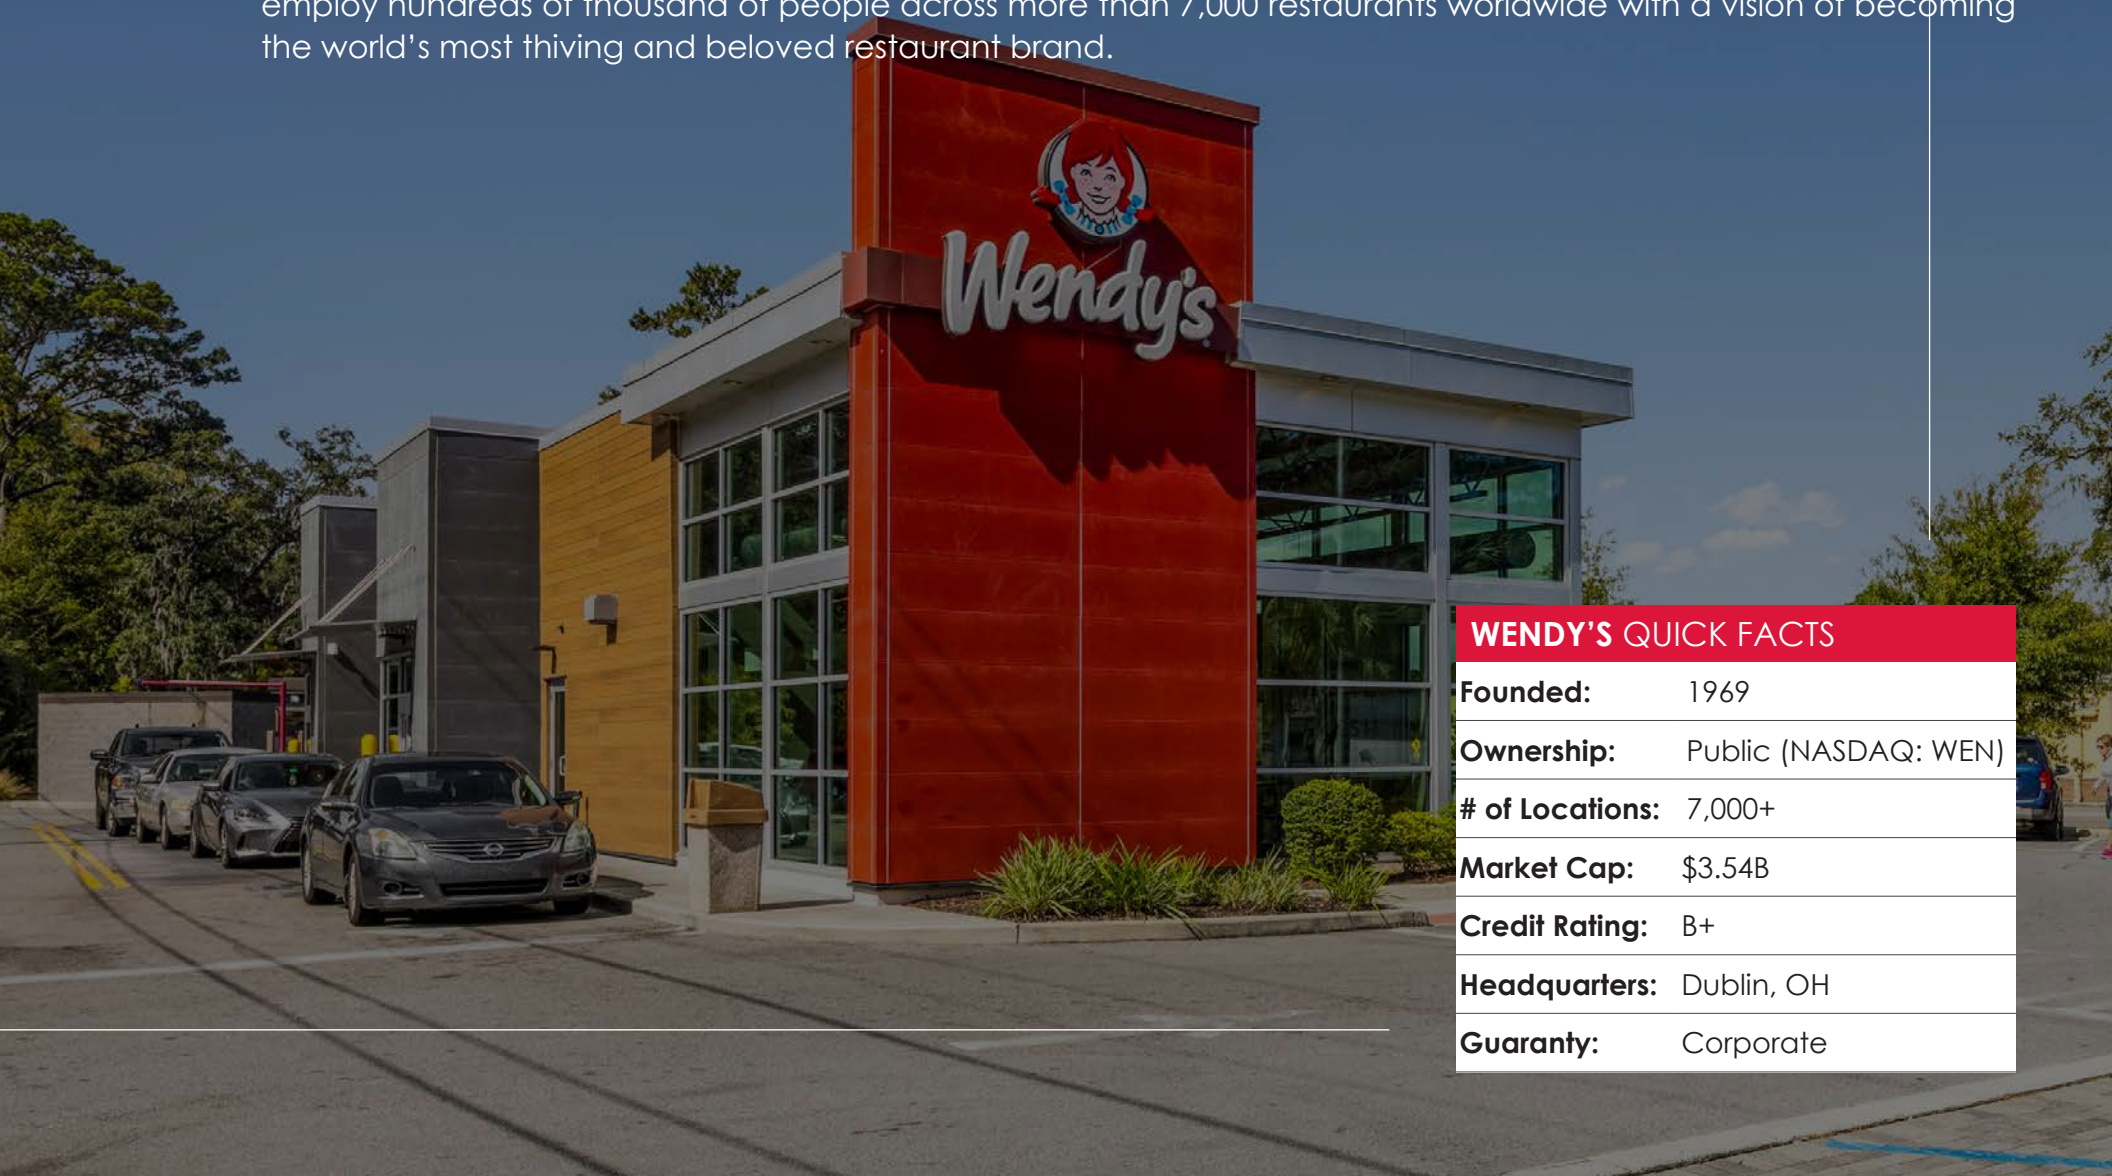 employ hundreds of thousand of people across more than 7,000 restaurants worldwide with a vision of becoming
the world's most thiving and beloved restaurant brand.
Wendy's
WENDY'S QUICK FACTS
Founded: 1969
Ownership: Public (NASDAQ: WEN)
# of Locations: 7,000+
Market Cap: $3.54B
Credit Rating: B+
Headquarters: Dublin, OH
Guaranty: Corporate